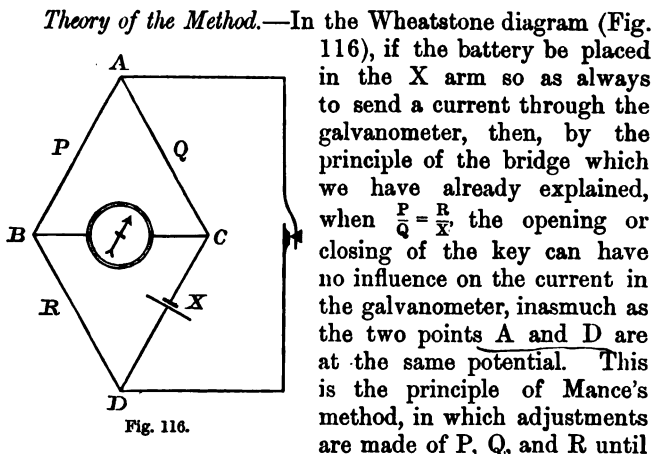 Theory of the Method.—In the Wheatstone diagram (Fig.
116), if the battery be placed
in the X arm so as always
to send a current through the
galvanometer, then, by the
principle of the bridge which
we have already explained,
when P/Q = R/X, the opening or
closing of the key can have
no influence on the current in
the galvanometer, inasmuch as
the two points A and D are
at the same potential. This
is the principle of Mance's
method, in which adjustments
are made of P, Q, and R until
A
P
Q
B
C
R
X
D
Fig. 116.